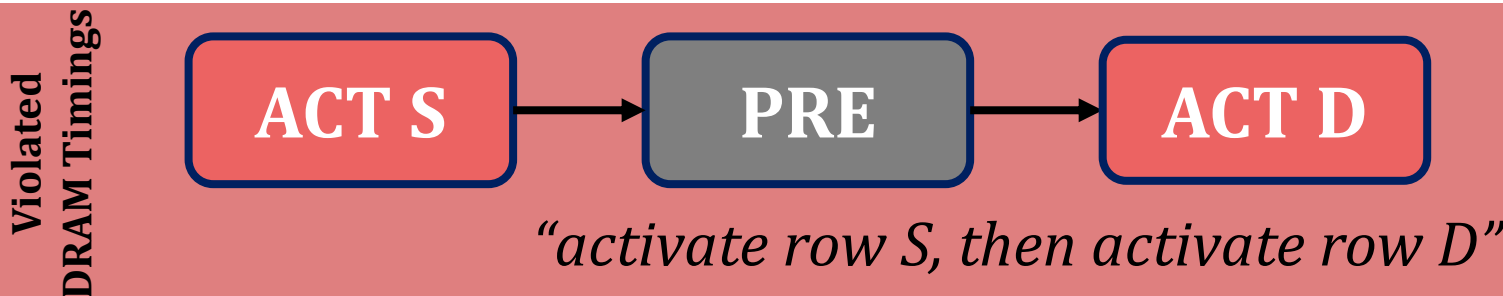 Violated
DRAM Timings
ACT S
PRE
ACT D
“activate row S, then activate row D”